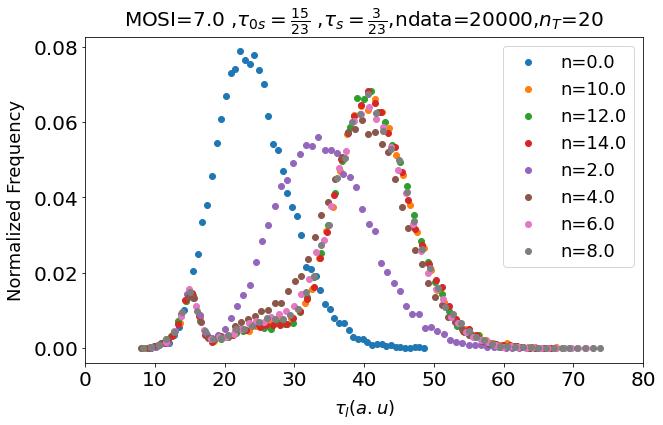 MOSI=7.0 ,τ₀ₛ = 15/23 ,τₛ = 3/23,ndata=20000,n_T=20
Normalized Frequency
0.08
0.06
0.04
0.02
0.00
n=0.0
n=10.0
n=12.0
n=14.0
n=2.0
n=4.0
n=6.0
n=8.0
0 10 20 30 40 50 60 70 80
τ_I(a.u)